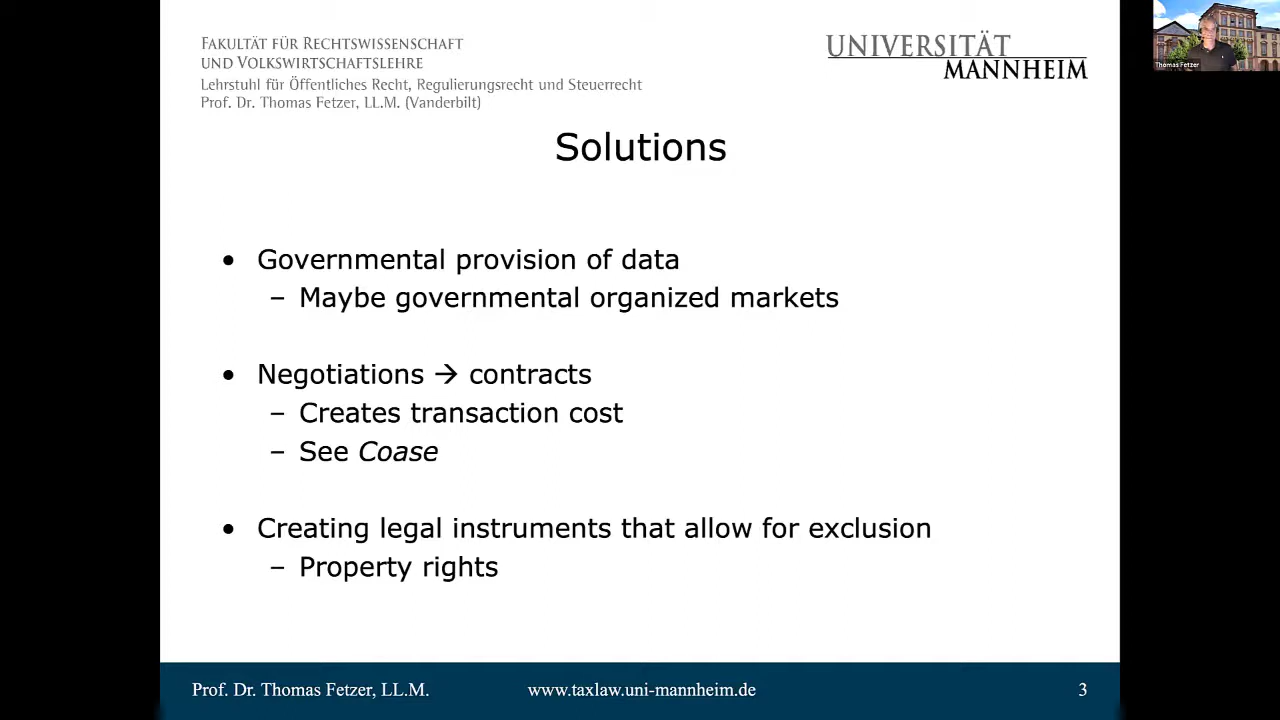 FAKULTÄT FÜR RECHTSWISSENSCHAFT
UND VOLKSWIRTSCHAFTSLEHRE
Lehrstuhl für Öffentliches Recht, Regulierungsrecht und Steuerrecht
Prof. Dr. Thomas Fetzer, LL.M. (Vanderbilt)
UNIVERSITÄT
MANNHEIM
Thomas Fetzer
Solutions
• Governmental provision of data
– Maybe governmental organized markets
• Negotiations → contracts
– Creates transaction cost
– See Coase
• Creating legal instruments that allow for exclusion
– Property rights
Prof. Dr. Thomas Fetzer, LL.M.
www.taxlaw.uni-mannheim.de
3